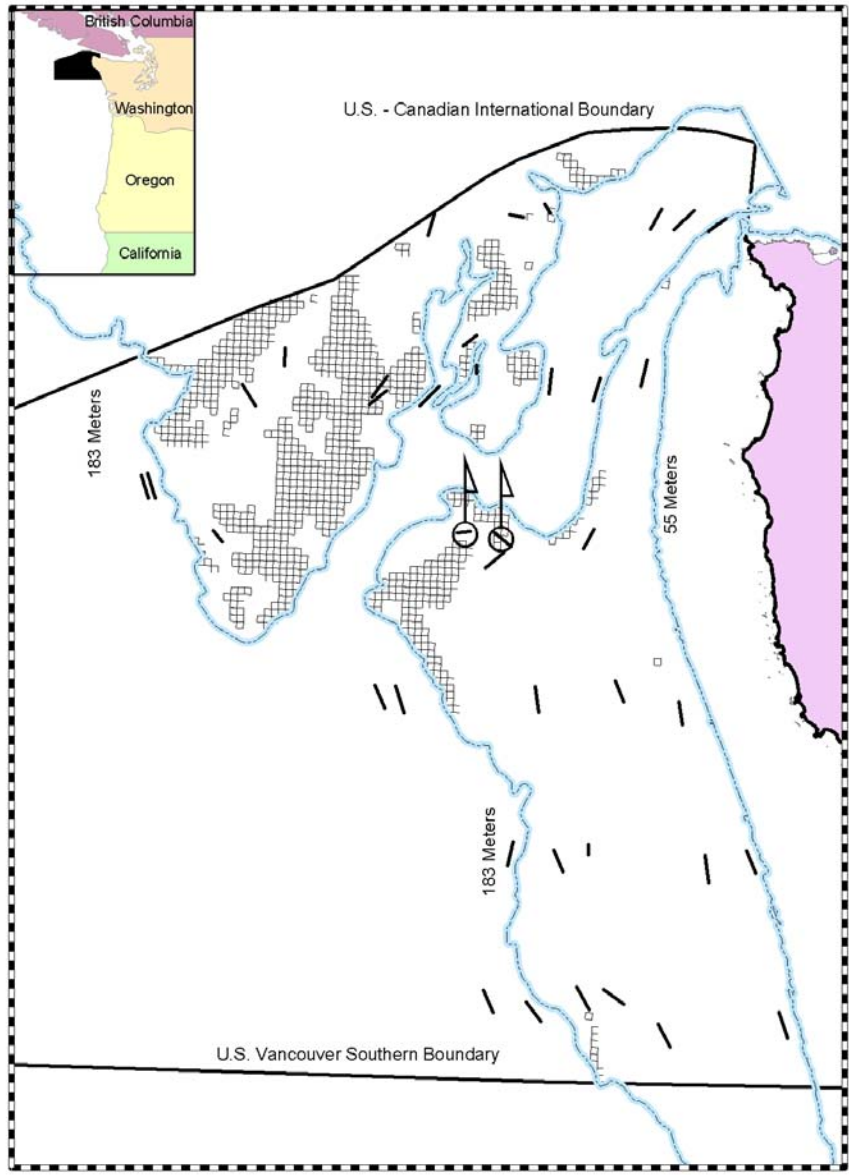 British Columbia
Washington
Oregon
California
U.S. - Canadian International Boundary
183 Meters
55 Meters
183 Meters
U.S. Vancouver Southern Boundary